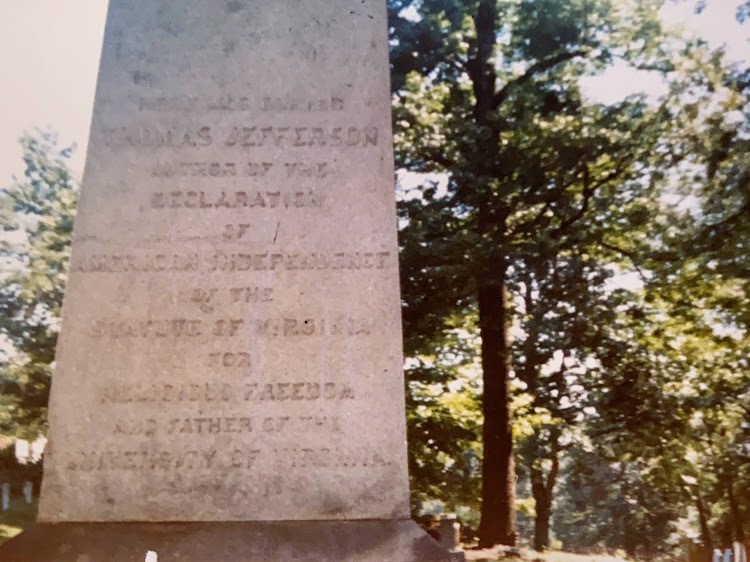 HERE WAS BURIED
THOMAS JEFFERSON
AUTHOR OF THE
DECLARATION
OF
AMERICAN INDEPENDENCE
OF THE
STATUTE OF VIRGINIA
FOR
RELIGIOUS FREEDOM
AND FATHER OF THE
UNIVERSITY OF VIRGINIA.